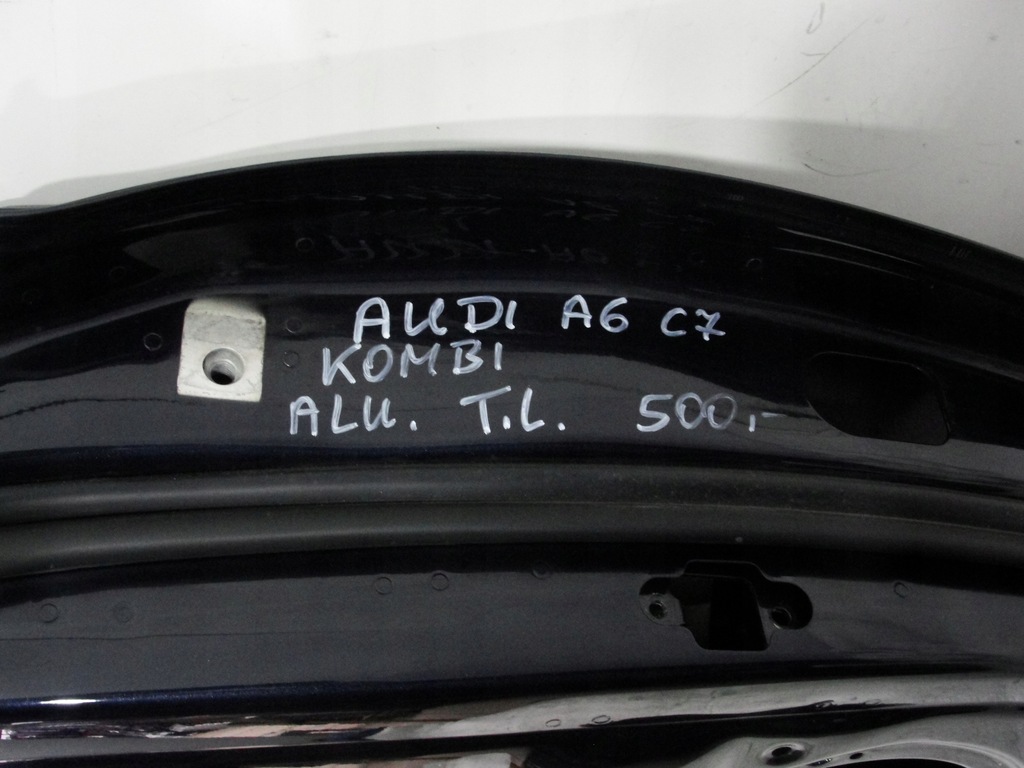 AUDI A6 C7
KOMBI
ALU. T.L. 500,-